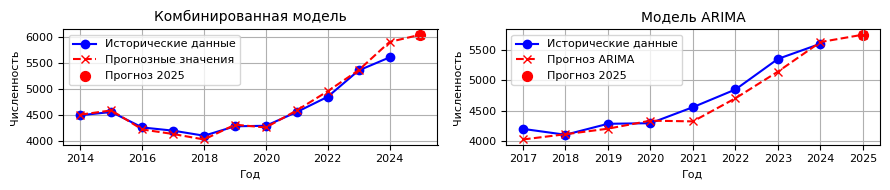 Комбинированная модель
Численность
6000
5500
5000
4500
4000
Исторические данные
Прогнозные значения
Прогноз 2025
2014
2016
2018
2020
2022
2024
Год
Модель ARIMA
Численность
5500
5000
4500
4000
Исторические данные
Прогноз ARIMA
Прогноз 2025
2017
2018
2019
2020
2021
2022
2023
2024
2025
Год